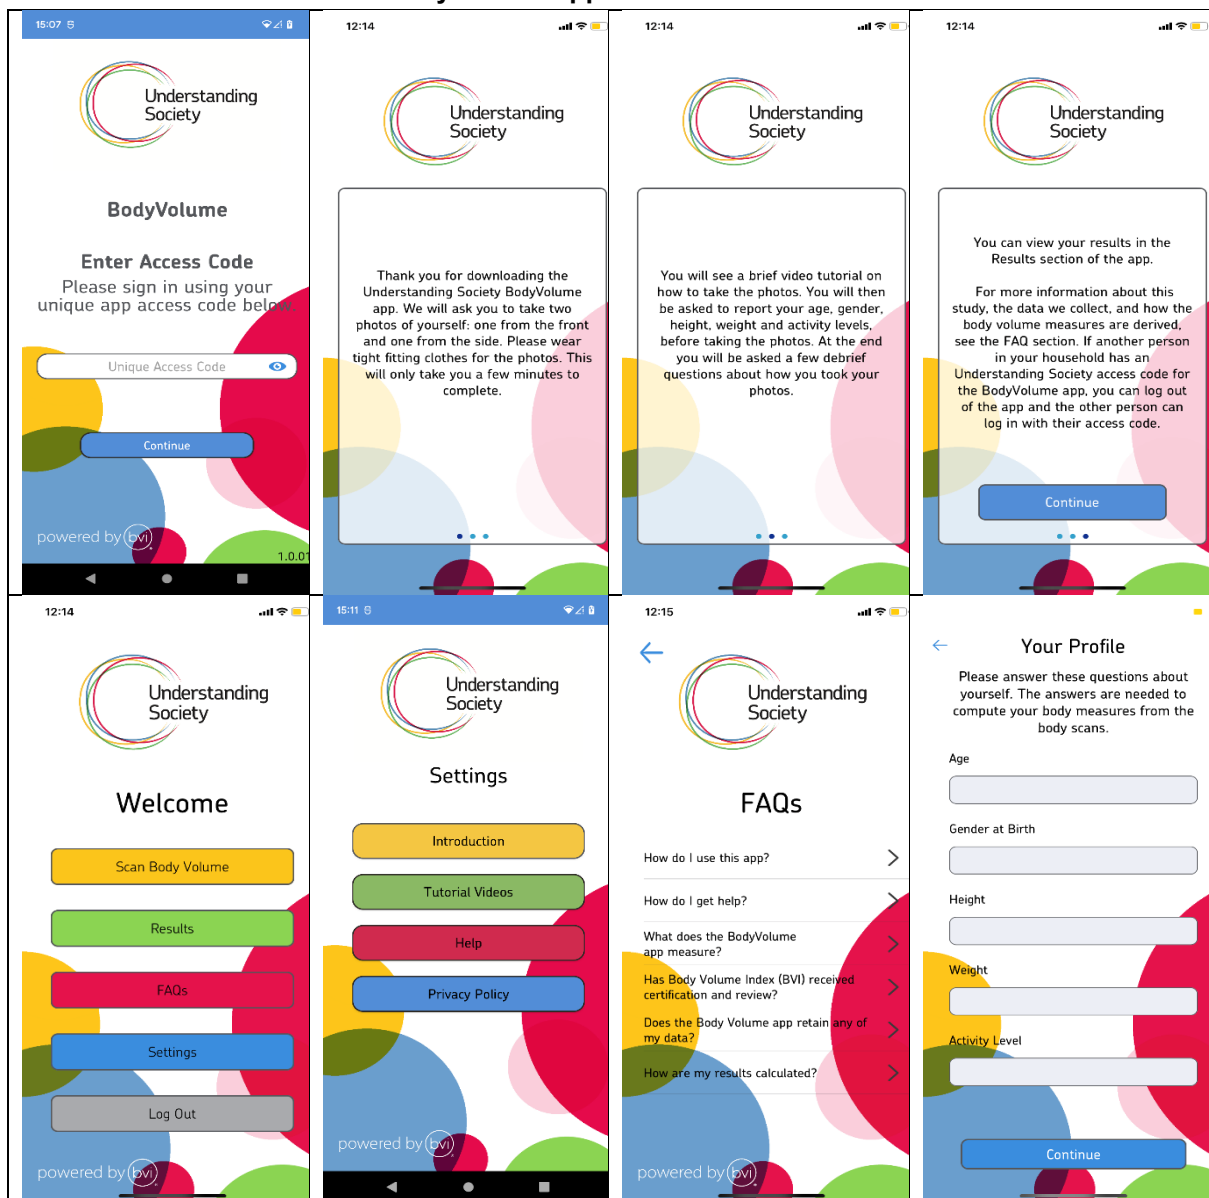 15:07
Understanding
Society
BodyVolume
Enter Access Code
Please sign in using your
unique app access code below.
Unique Access Code
Continue
powered by bvi
1.0.01
12:14
Understanding
Society
Thank you for downloading the
Understanding Society BodyVolume
app. We will ask you to take two
photos of yourself: one from the front
and one from the side. Please wear
tight fitting clothes for the photos. This
will only take you a few minutes to
complete.
12:14
Understanding
Society
You will see a brief video tutorial on
how to take the photos. You will then
be asked to report your age, gender,
height, weight and activity levels,
before taking the photos. At the end
you will be asked a few debrief
questions about how you took your
photos.
12:14
Understanding
Society
You can view your results in the
Results section of the app.
For more information about this
study, the data we collect, and how the
body volume measures are derived,
see the FAQ section. If another person
in your household has an
Understanding Society access code for
the BodyVolume app, you can log out
of the app and the other person can
log in with their access code.
Continue
12:14
Understanding
Society
Welcome
Scan Body Volume
Results
FAQs
Settings
Log Out
powered by bvi
15:11
Understanding
Society
Settings
Introduction
Tutorial Videos
Help
Privacy Policy
powered by bvi
12:15
Understanding
Society
FAQs
How do I use this app?
How do I get help?
What does the BodyVolume
app measure?
Has Body Volume Index (BVI) received
certification and review?
Does the Body Volume app retain any of
my data?
How are my results calculated?
powered by bvi
Your Profile
Please answer these questions about
yourself. The answers are needed to
compute your body measures from the
body scans.
Age
Gender at Birth
Height
Weight
Activity Level
Continue